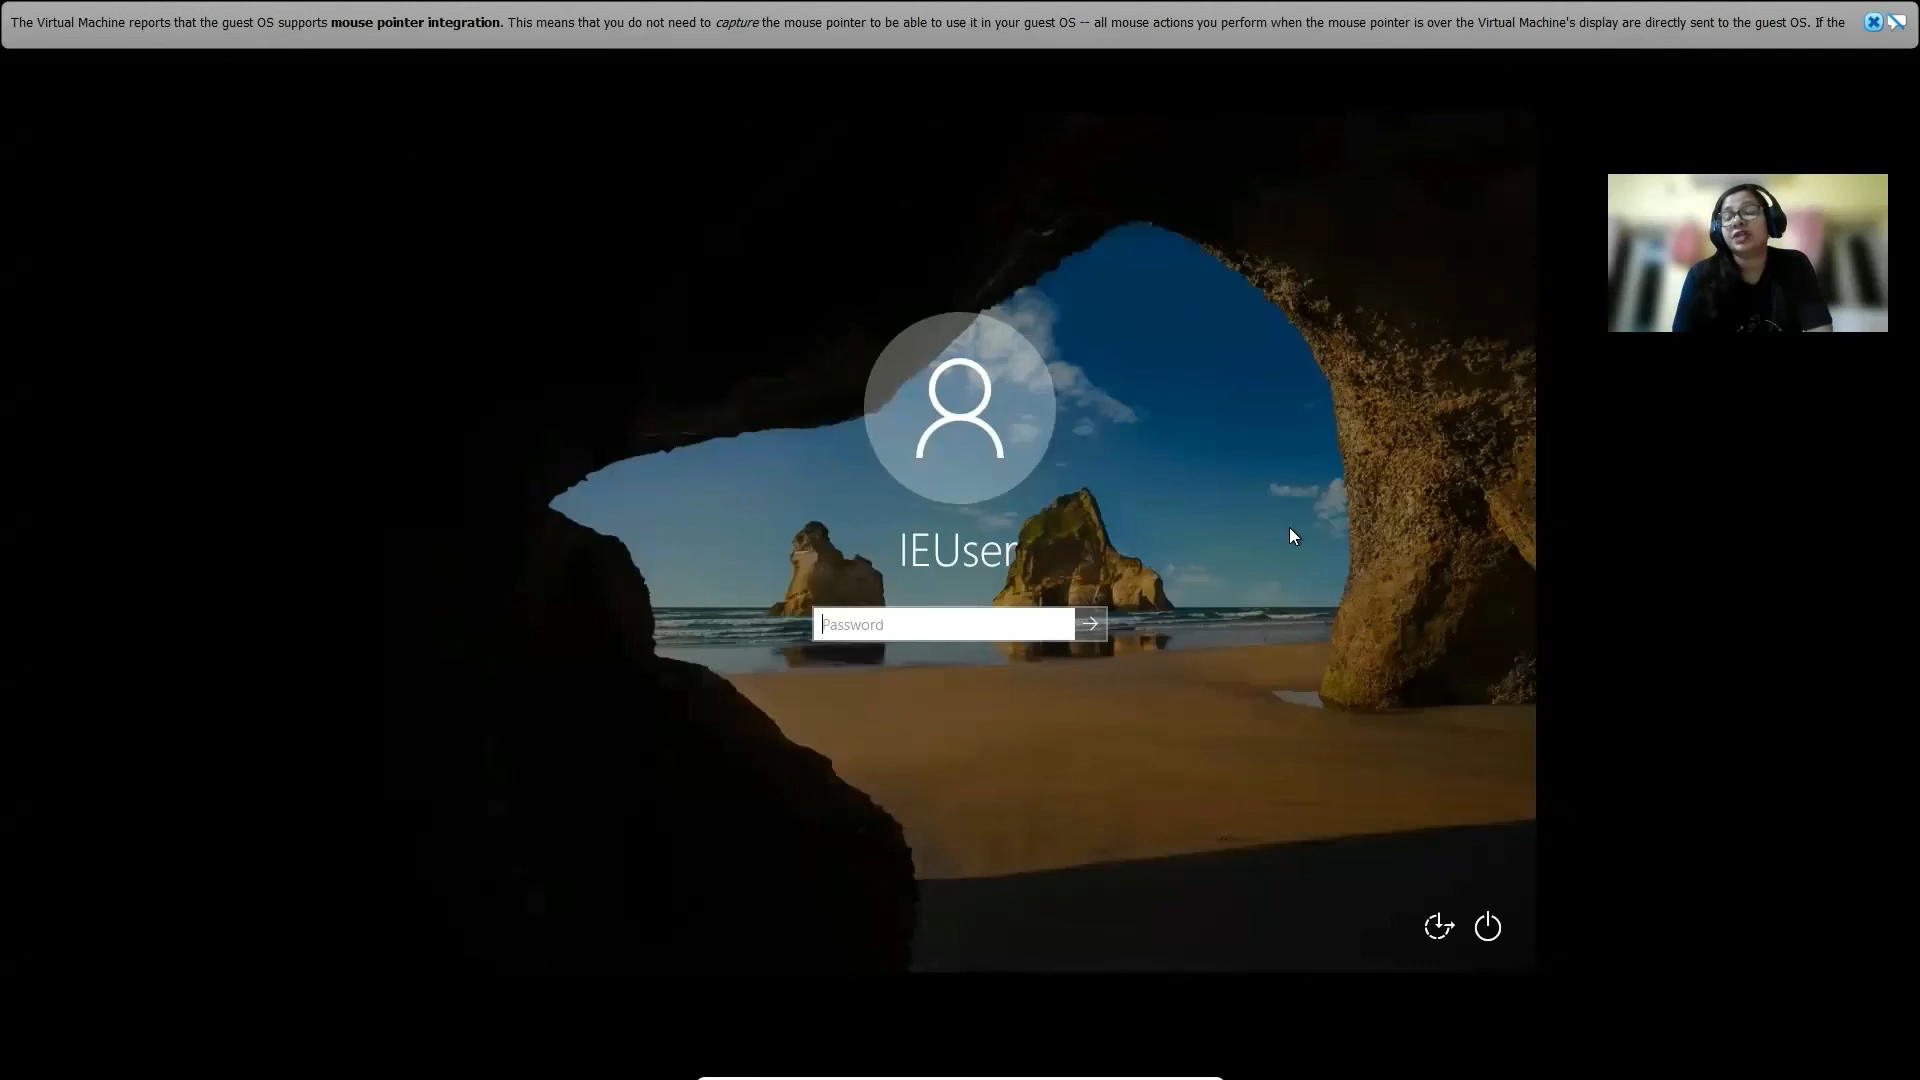 The Virtual Machine reports that the guest OS supports mouse pointer integration. This means that you do not need to capture the mouse pointer to be able to use it in your guest OS -- all mouse actions you perform when the mouse pointer is over the Virtual Machine's display are directly sent to the guest OS. If the
IEUser
Password